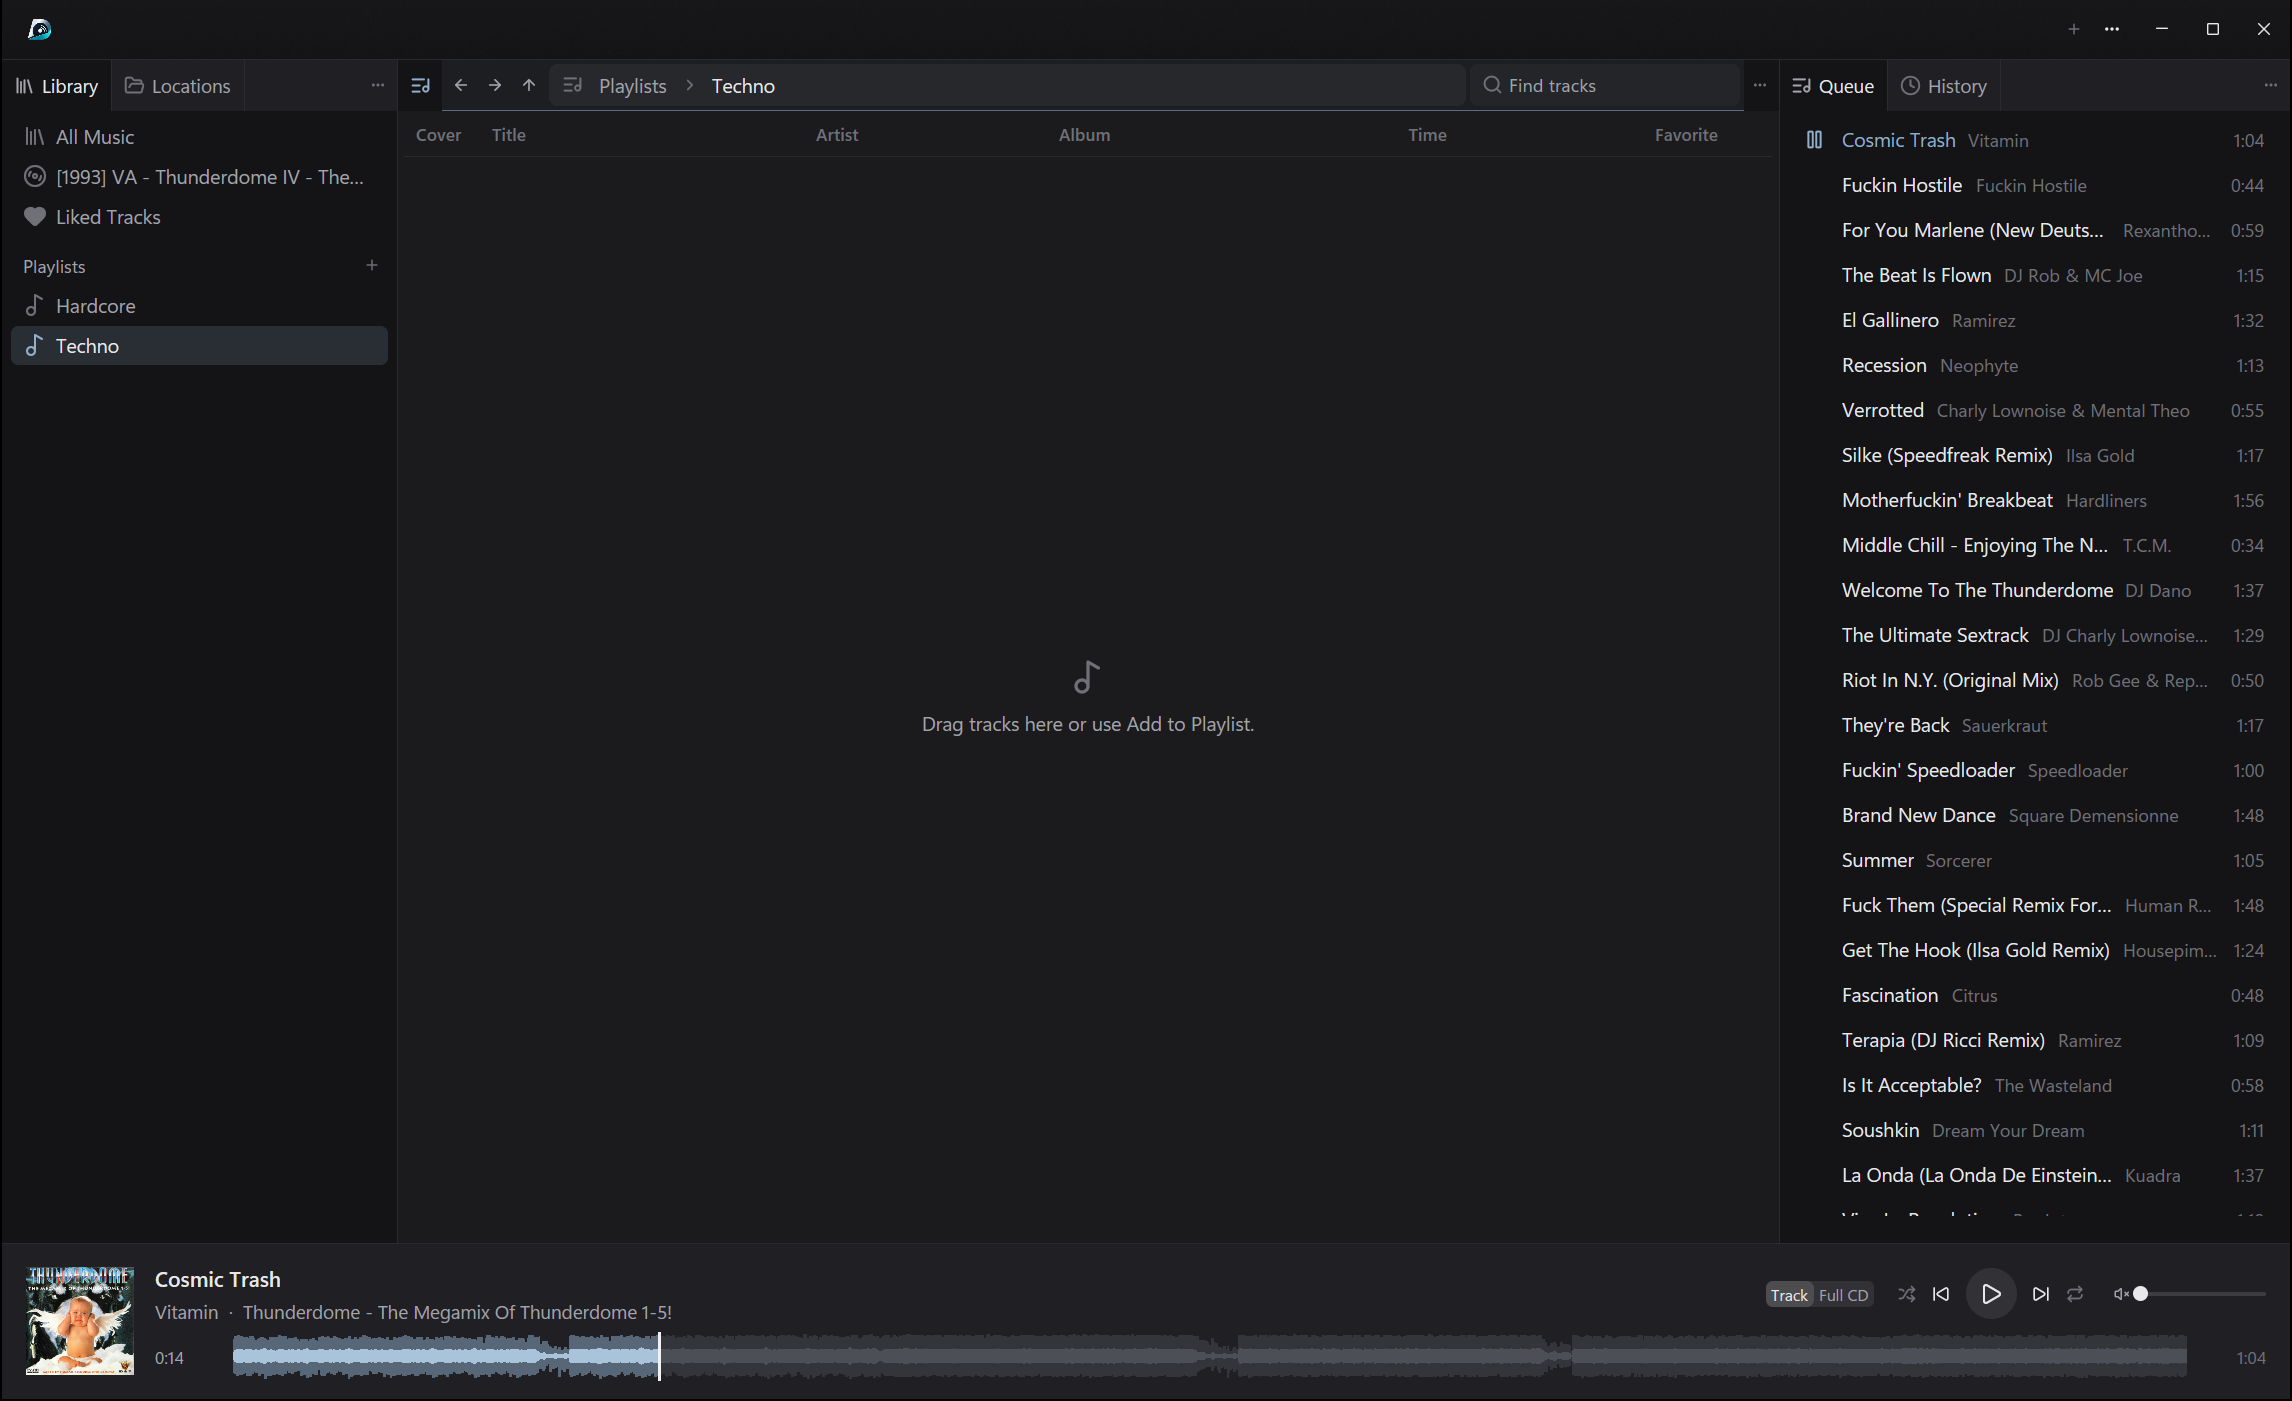 Library
Locations
Playlists
Techno
Find tracks
Queue
History
All Music
[1993] VA - Thunderdome IV - The...
Liked Tracks
Playlists
Hardcore
Techno
Cover Title Artist Album Time Favorite
Drag tracks here or use Add to Playlist.
Cosmic Trash Vitamin 1:04
Fuckin Hostile Fuckin Hostile 0:44
For You Marlene (New Deuts... Rexantho... 0:59
The Beat Is Flown DJ Rob & MC Joe 1:15
El Gallinero Ramirez 1:32
Recession Neophyte 1:13
Verrotted Charly Lownoise & Mental Theo 0:55
Silke (Speedfreak Remix) Ilsa Gold 1:17
Motherfuckin' Breakbeat Hardliners 1:56
Middle Chill - Enjoying The N... T.C.M. 0:34
Welcome To The Thunderdome DJ Dano 1:37
The Ultimate Sextrack DJ Charly Lownoise... 1:29
Riot In N.Y. (Original Mix) Rob Gee & Rep... 0:50
They're Back Sauerkraut 1:17
Fuckin' Speedloader Speedloader 1:00
Brand New Dance Square Demensionne 1:48
Summer Sorcerer 1:05
Fuck Them (Special Remix For... Human R... 1:48
Get The Hook (Ilsa Gold Remix) Housepim... 1:24
Fascination Citrus 0:48
Terapia (DJ Ricci Remix) Ramirez 1:09
Is It Acceptable? The Wasteland 0:58
Soushkin Dream Your Dream 1:11
La Onda (La Onda De Einstein... Kuadra 1:37
THUNDERDOME
THE MEGAMIX OF THUNDERDOME 1-5!
Cosmic Trash
Vitamin · Thunderdome - The Megamix Of Thunderdome 1-5!
Track Full CD
0:14
1:04